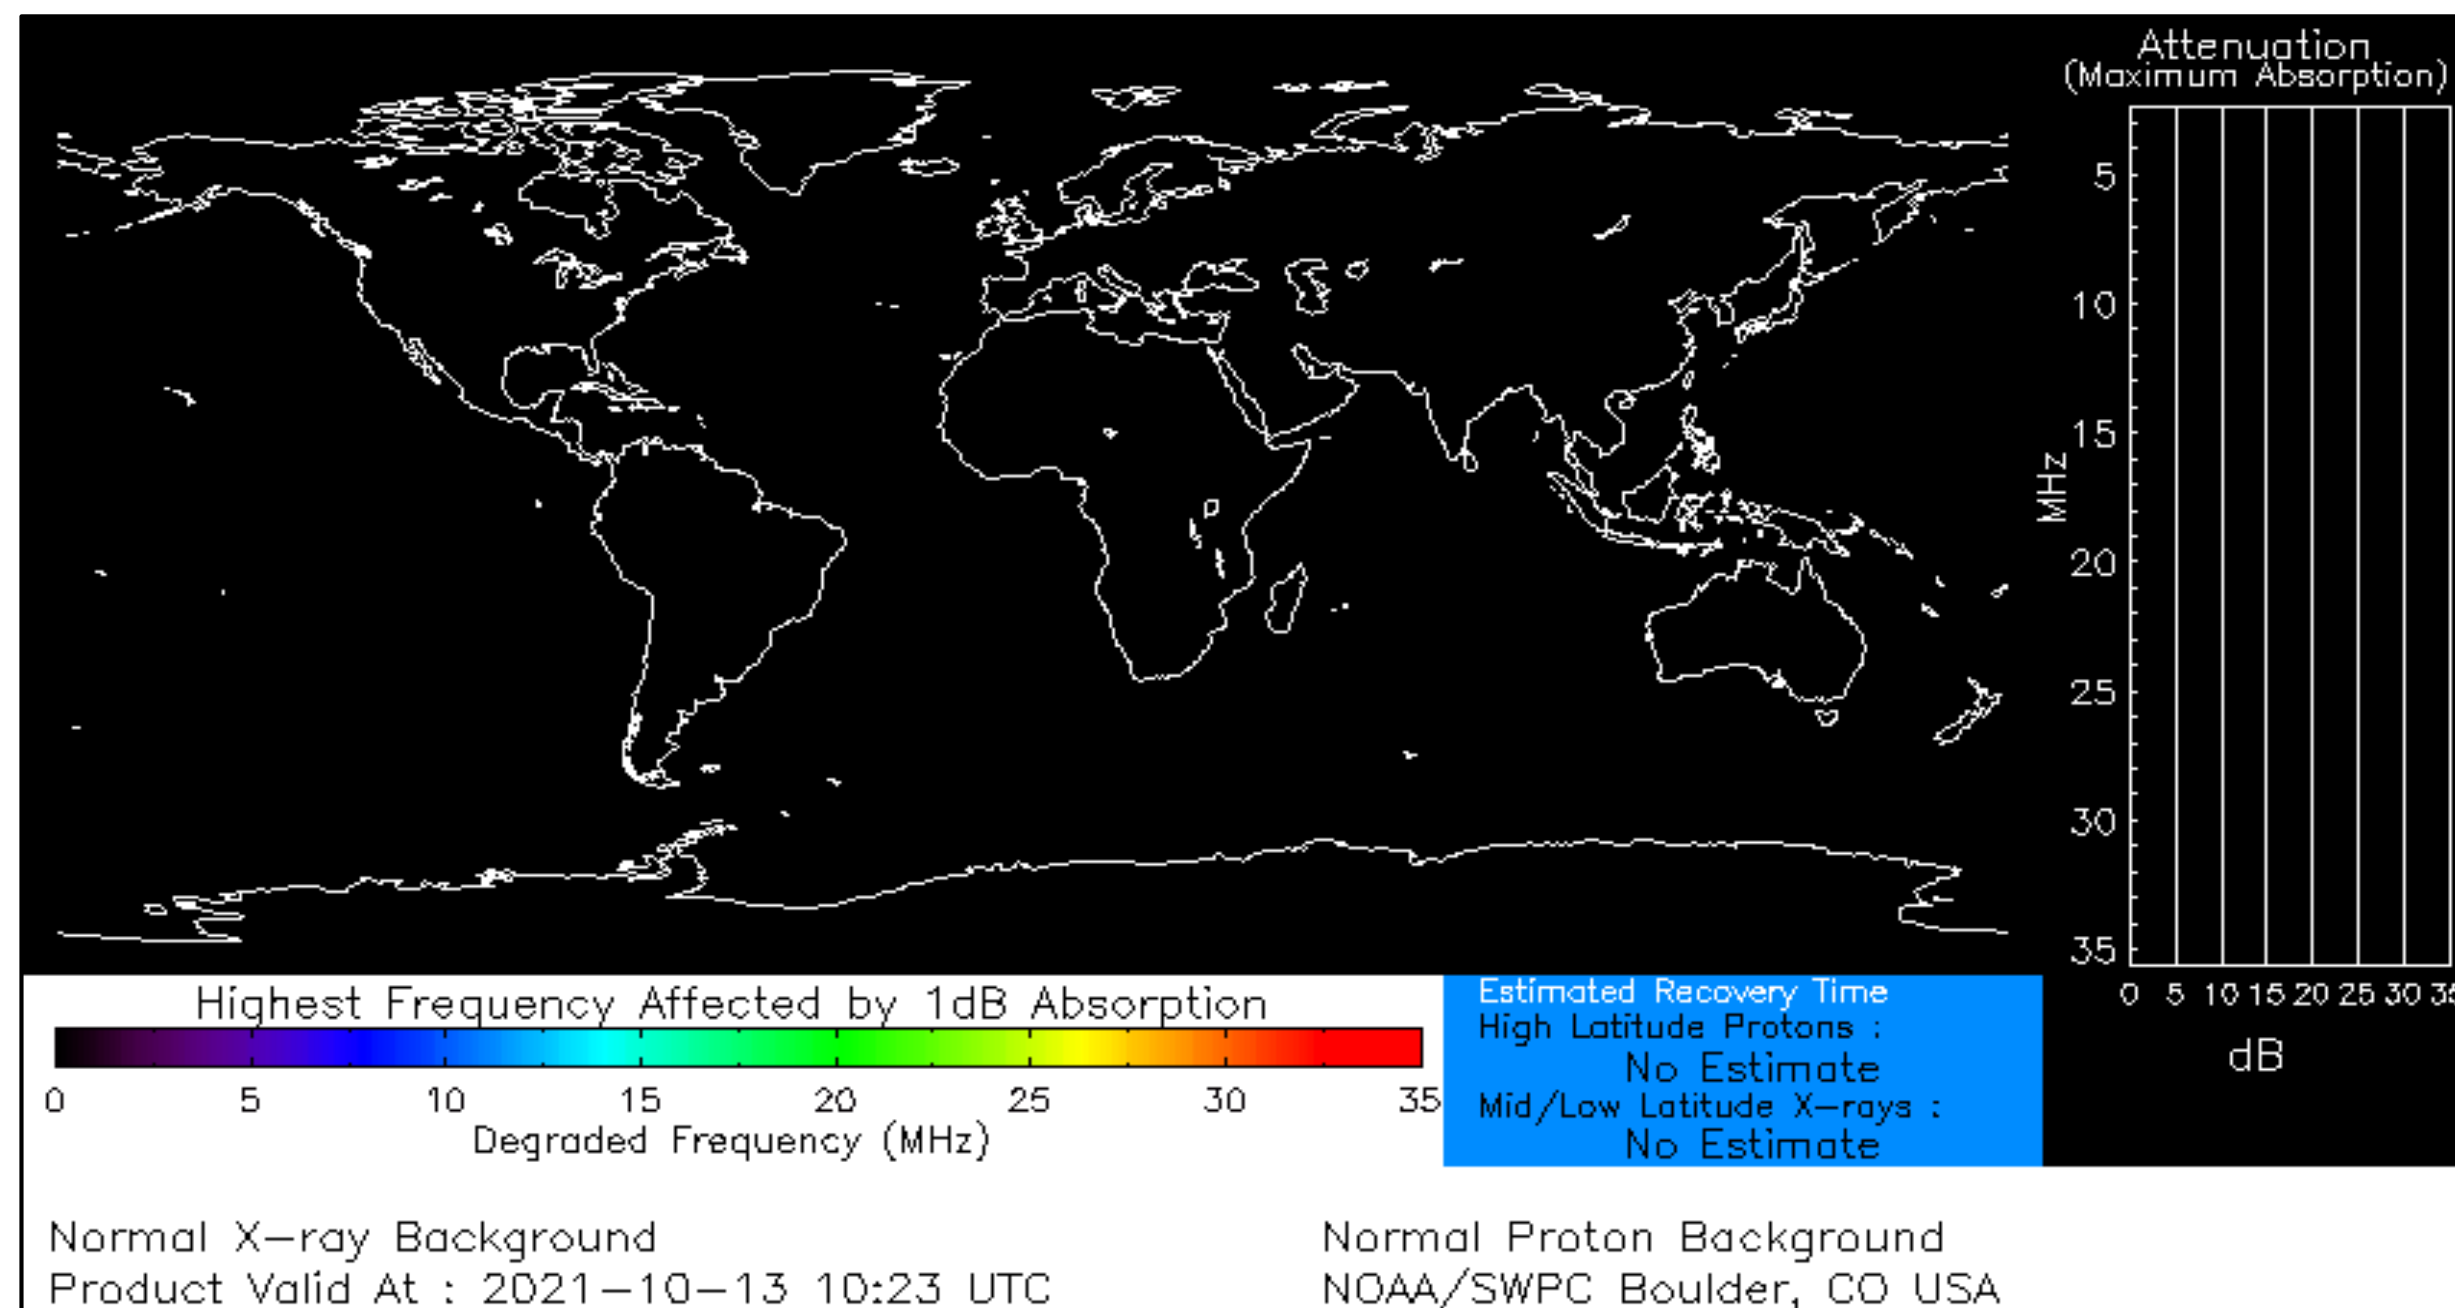 Attenuation
(Maximum Absorption)
5
10
15
20
25
30
35
MHz
0 5 10 15 20 25 30
dB
Highest Frequency Affected by 1dB Absorption
0 5 10 15 20 25 30 35
Degraded Frequency (MHz)
Estimated Recovery Time
High Latitude Protons :
No Estimate
Mid/Low Latitude X-rays :
No Estimate
Normal X-ray Background
Normal Proton Background
Product Valid At : 2021-10-13 10:23 UTC
NOAA/SWPC Boulder, CO USA